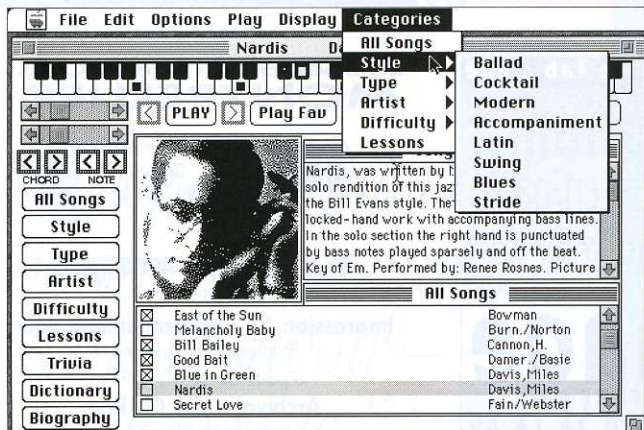 File Edit Options Play Display Categories
Nardis
All Songs
Style
Type
Artist
Difficulty
Lessons
Ballad
Cocktail
Modern
Accompaniment
Latin
Swing
Blues
Stride
PLAY
Play Fav
CHORD NOTE
All Songs
Style
Type
Artist
Difficulty
Lessons
Trivia
Dictionary
Biography
Nardis, was written by
solo rendition of this jaz
the Bill Evans style. The
locked-hand work with accompanying bass lines.
In the solo section the right hand is punctuated
by bass notes played sparsely and off the beat.
Key of Em. Performed by: Renee Rosnes. Picture
All Songs
East of the Sun Bowman
Melancholy Baby Burn./Norton
Bill Bailey Cannon,H.
Good Bait Damer./Basie
Blue in Green Davis,Miles
Nardis Davis,Miles
Secret Love Fain/Webster